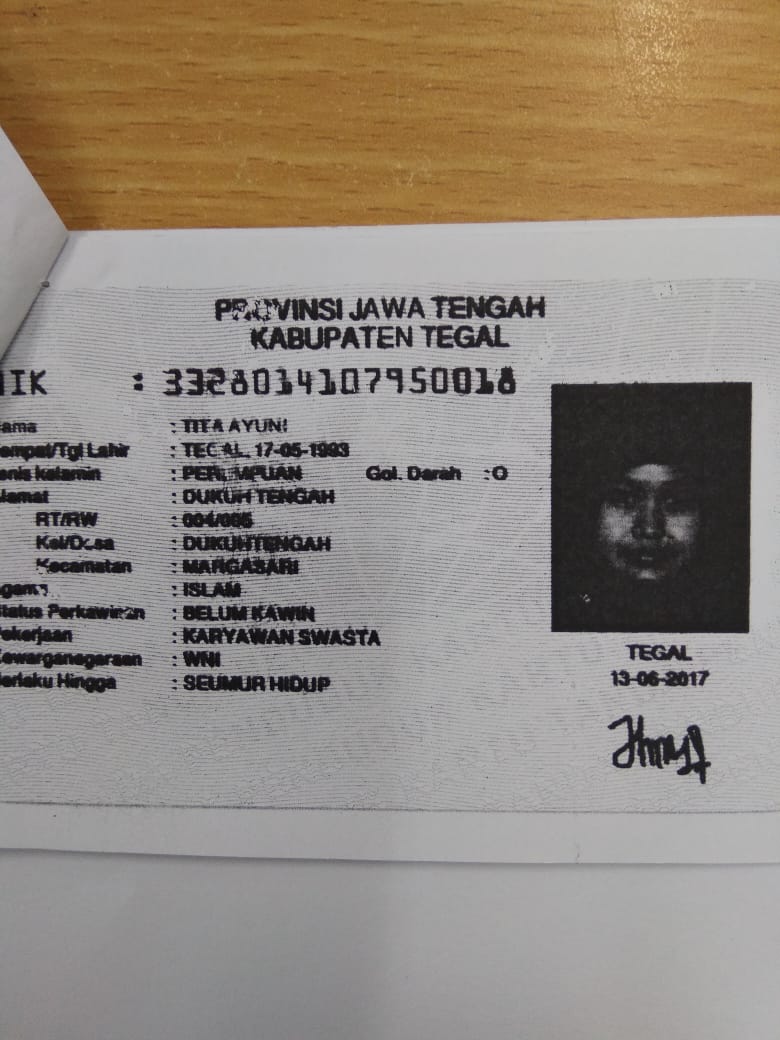 PROVINSI JAWA TENGAH
KABUPATEN TEGAL
NIK : 3328014107950018
ama : TITA AYUNI
empat/Tgl Lahir : TEGAL, 17-05-1993
enis kelamin : PEREMPUAN Gol. Darah : O
lamat : DUKUH TENGAH
RT/RW : 004/005
Kel/Desa : DUKUHTENGAH
Kecamatan : MARGASARI
gama : ISLAM
tatus Perkawinan : BELUM KAWIN
ekerjaan : KARYAWAN SWASTA
ewarganegaraan : WNI
erlaku Hingga : SEUMUR HIDUP
TEGAL
13-06-2017